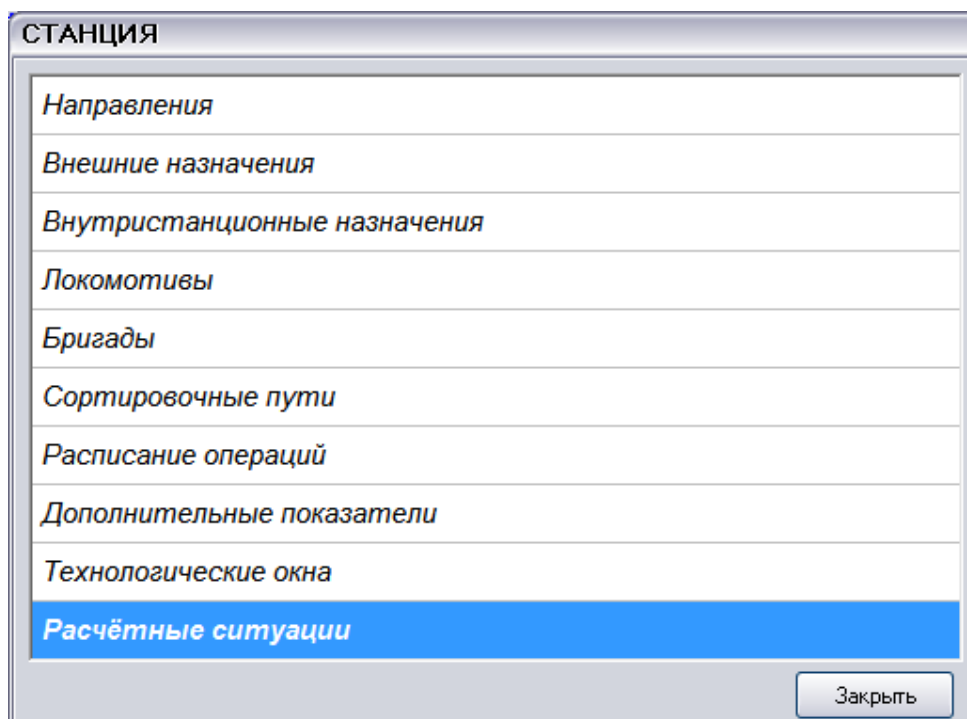 СТАНЦИЯ
Направления
Внешние назначения
Внутристанционные назначения
Локомотивы
Бригады
Сортировочные пути
Расписание операций
Дополнительные показатели
Технологические окна
Расчётные ситуации
Закрыть